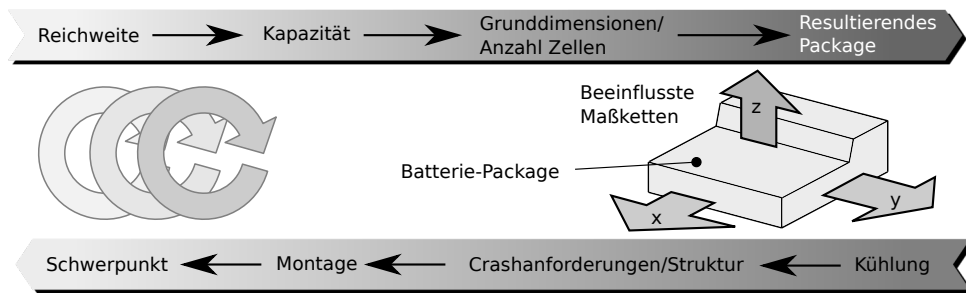 Reichweite
Kapazität
Grunddimensionen/
Anzahl Zellen
Resultierendes
Package
Beeinflusste
Maßketten
z
Batterie-Package
x
y
Schwerpunkt
Montage
Crashanforderungen/Struktur
Kühlung